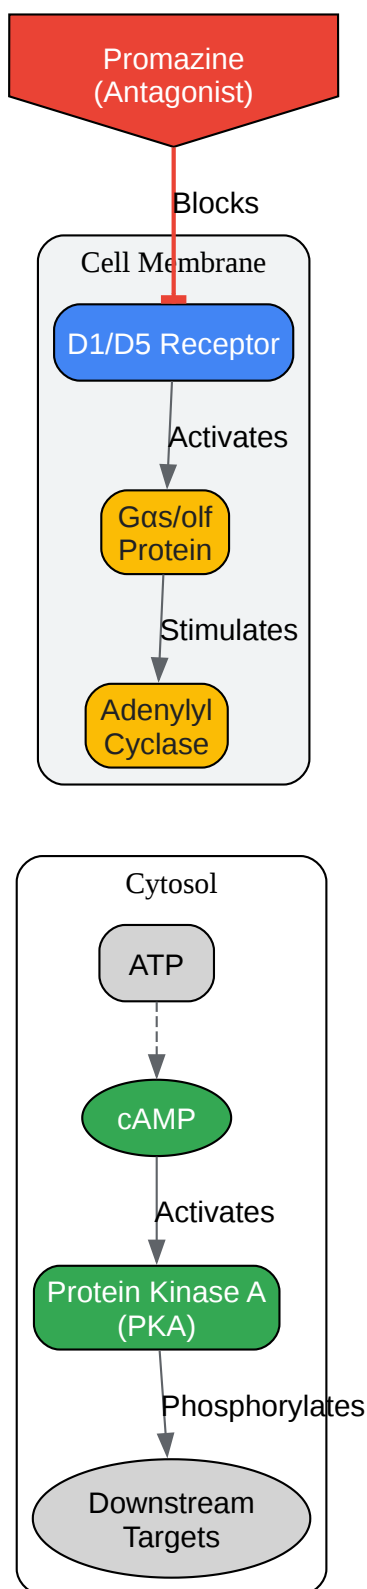 Promazine
(Antagonist)
Blocks
Cell Membrane
D1/D5 Receptor
Activates
Gαs/olf
Protein
Stimulates
Adenylyl
Cyclase
Cytosol
ATP
cAMP
Activates
Protein Kinase A
(PKA)
Phosphorylates
Downstream
Targets